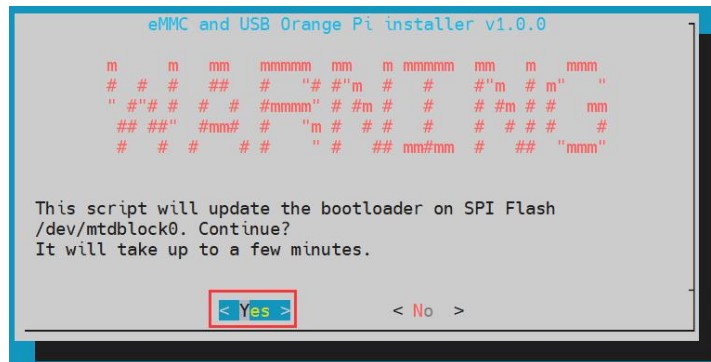 eMMC and USB Orange Pi installer v1.0.0
WARNING
This script will update the bootloader on SPI Flash
/dev/mtdblock0. Continue?
It will take up to a few minutes.
< Yes > < No >